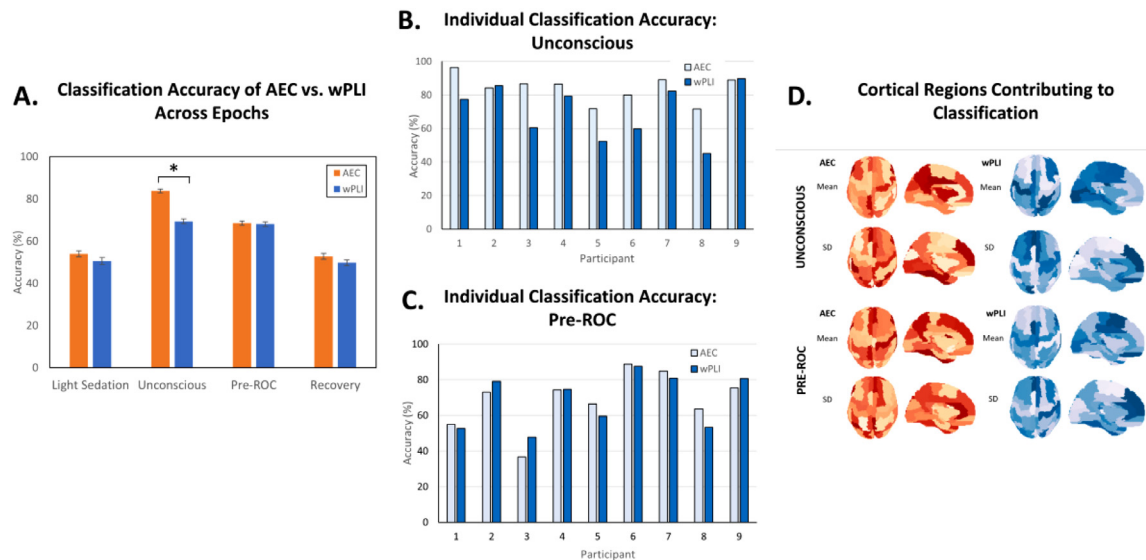 A.
Classification Accuracy of AEC vs. wPLI
Across Epochs
100
80
60
40
20
0
Accuracy (%)
*
AEC
wPLI
Light Sedation
Unconscious
Pre-ROC
Recovery
B.
Individual Classification Accuracy:
Unconscious
100
80
60
40
20
0
Accuracy (%)
AEC
wPLI
1 2 3 4 5 6 7 8 9
Participant
C.
Individual Classification Accuracy:
Pre-ROC
100
80
60
40
20
0
Accuracy (%)
AEC
wPLI
1 2 3 4 5 6 7 8 9
Participant
D.
Cortical Regions Contributing to
Classification
UNCONSCIOUS
AEC
Mean
SD
wPLI
Mean
SD
PRE-ROC
AEC
Mean
SD
wPLI
Mean
SD